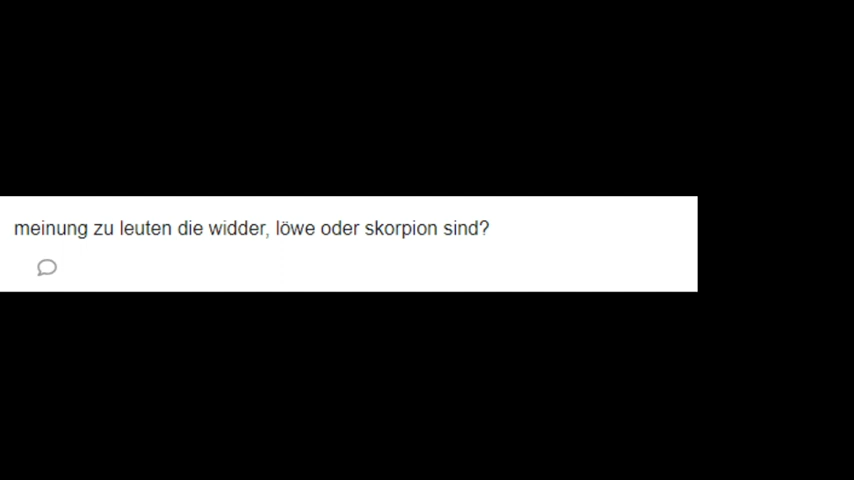 meinung zu leuten die widder, löwe oder skorpion sind?